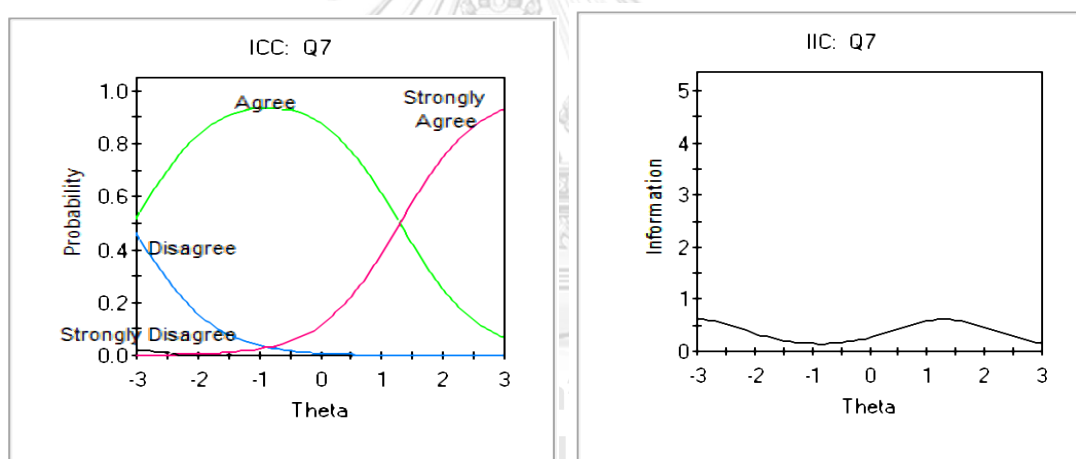 ICC: Q7
1.0
0.8
0.6
0.4
0.2
0.0
Probability
Agree
Strongly
Agree
Disagree
Strongly Disagree
-3 -2 -1 0 1 2 3
Theta
IIC: Q7
5
4
3
2
1
0
Information
-3 -2 -1 0 1 2 3
Theta